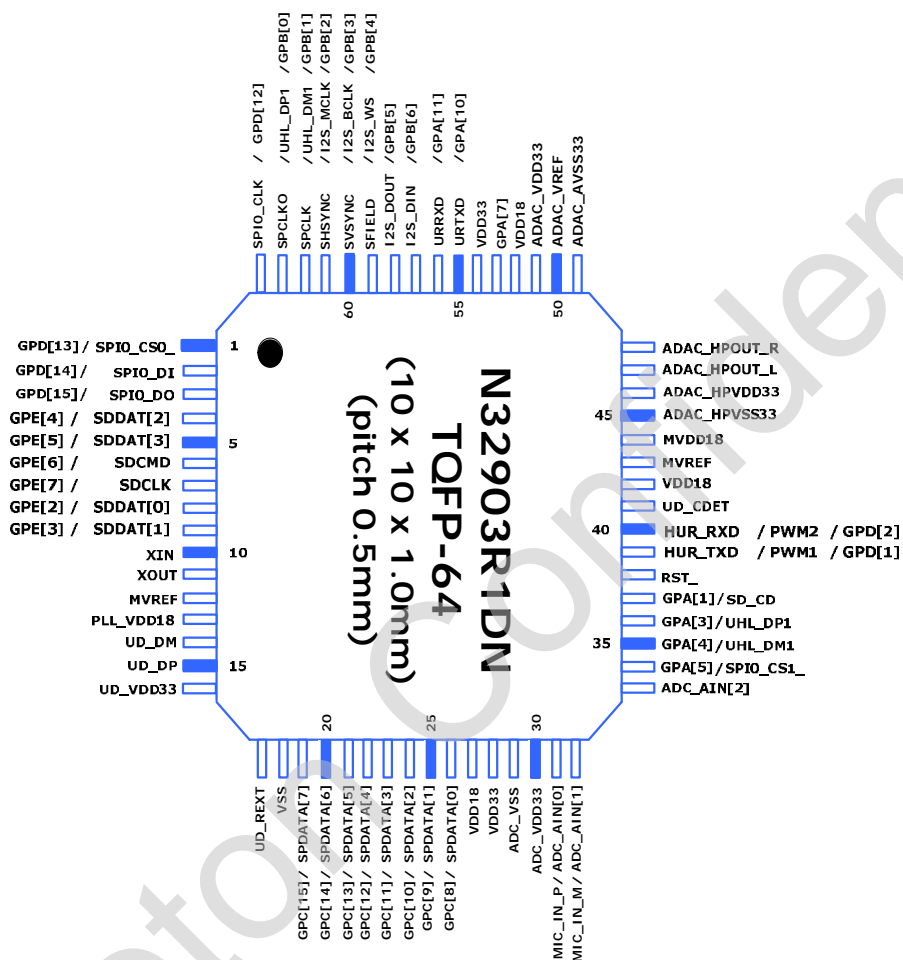 SPI0_CLK / GPD[12]
SPCLKO /UHL_DP1 /GPB[0]
SPCLK /UHL_DM1 /GPB[1]
SHSYNC /I2S_MCLK /GPB[2]
SVSYNC /I2S_BCLK /GPB[3]
SFIELD /I2S_WS /GPB[4]
I2S_DOUT /GPB[5]
I2S_DIN /GPB[6]
URRXD /GPA[11]
URTXD /GPA[10]
VDD33
GPA[7]
VDD18
ADAC_VDD33
ADAC_VREF
ADAC_AVSS33
60
55
50
GPD[13]/ SPI0_CS0_
1
GPD[14]/ SPI0_DI
GPD[15]/ SPI0_DO
GPE[4] / SDDAT[2]
GPE[5] / SDDAT[3]
5
GPE[6] / SDCMD
GPE[7] / SDCLK
GPE[2] / SDDAT[0]
GPE[3] / SDDAT[1]
XIN
10
XOUT
MVREF
PLL_VDD18
UD_DM
UD_DP
15
UD_VDD33
N32903R1DN
TQFP-64
(10 x 10 x 1.0mm)
(pitch 0.5mm)
ADAC_HPOUT_R
ADAC_HPOUT_L
ADAC_HPVDD33
45 ADAC_HPVSS33
MVDD18
MVREF
VDD18
UD_CDET
40 HUR_RXD / PWM2 / GPD[2]
HUR_TXD / PWM1 / GPD[1]
RST_
GPA[1]/SD_CD
GPA[3]/UHL_DP1
35 GPA[4]/UHL_DM1
GPA[5]/SPI0_CS1_
ADC_AIN[2]
20
25
30
UD_REXT
VSS
GPC[15]/ SPDATA[7]
GPC[14]/ SPDATA[6]
GPC[13]/ SPDATA[5]
GPC[12]/ SPDATA[4]
GPC[11]/ SPDATA[3]
GPC[10]/ SPDATA[2]
GPC[9]/ SPDATA[1]
GPC[8]/ SPDATA[0]
VDD18
VDD33
ADC_VSS
ADC_VDD33
MIC_IN_P/ ADC_AIN[0]
MIC_IN_M/ ADC_AIN[1]
eton Confiden